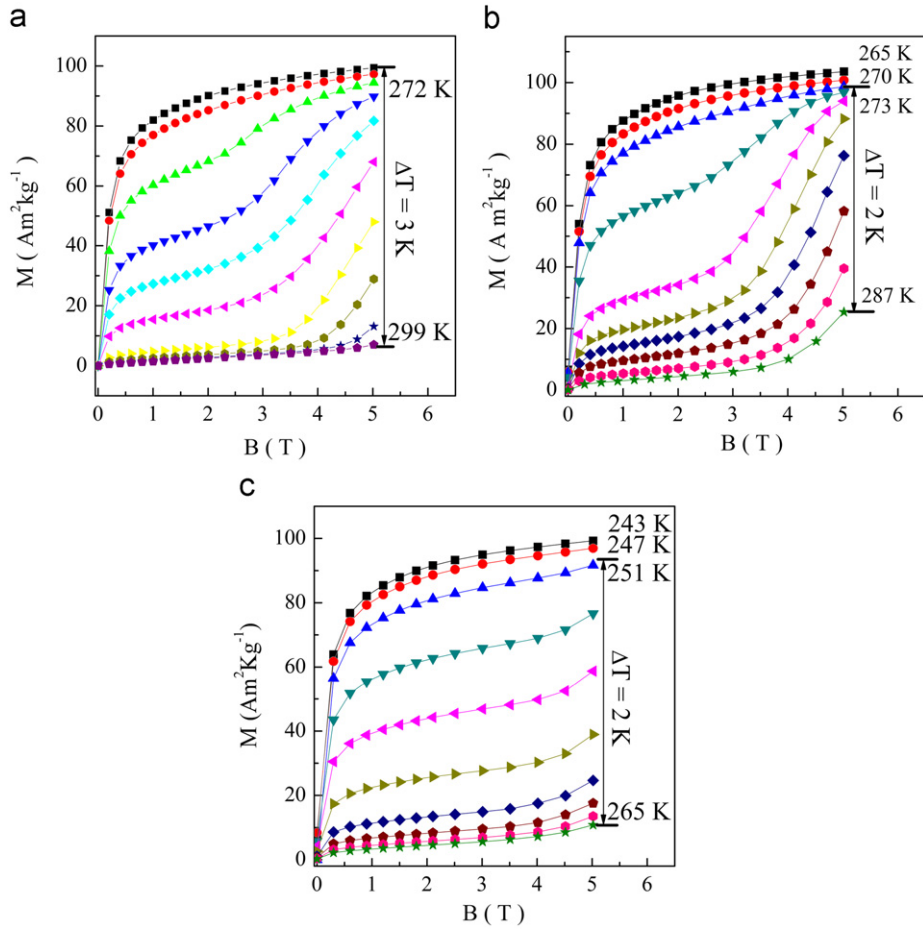 a
M ( Am²kg⁻¹)
100
80
60
40
20
0
0 1 2 3 4 5 6
B ( T )
272 K
ΔT = 3 K
299 K
b
M ( A m²kg⁻¹)
100
80
60
40
20
0
0 1 2 3 4 5 6
B ( T )
265 K
270 K
273 K
ΔT = 2 K
287 K
c
M ( Am²Kg⁻¹)
100
80
60
40
20
0
0 1 2 3 4 5 6
B ( T )
243 K
247 K
251 K
ΔT = 2 K
265 K